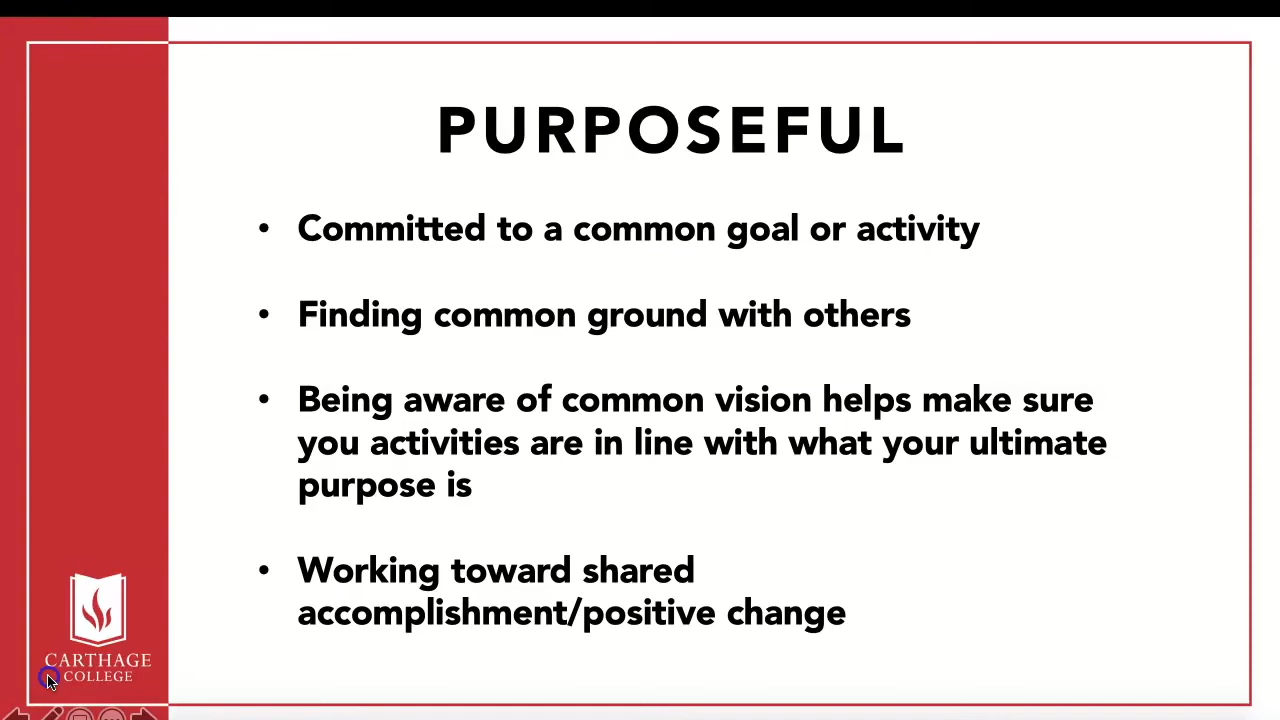 PURPOSEFUL
• Committed to a common goal or activity
• Finding common ground with others
• Being aware of common vision helps make sure
you activities are in line with what your ultimate
purpose is
• Working toward shared
accomplishment/positive change
CARTHAGE
COLLEGE